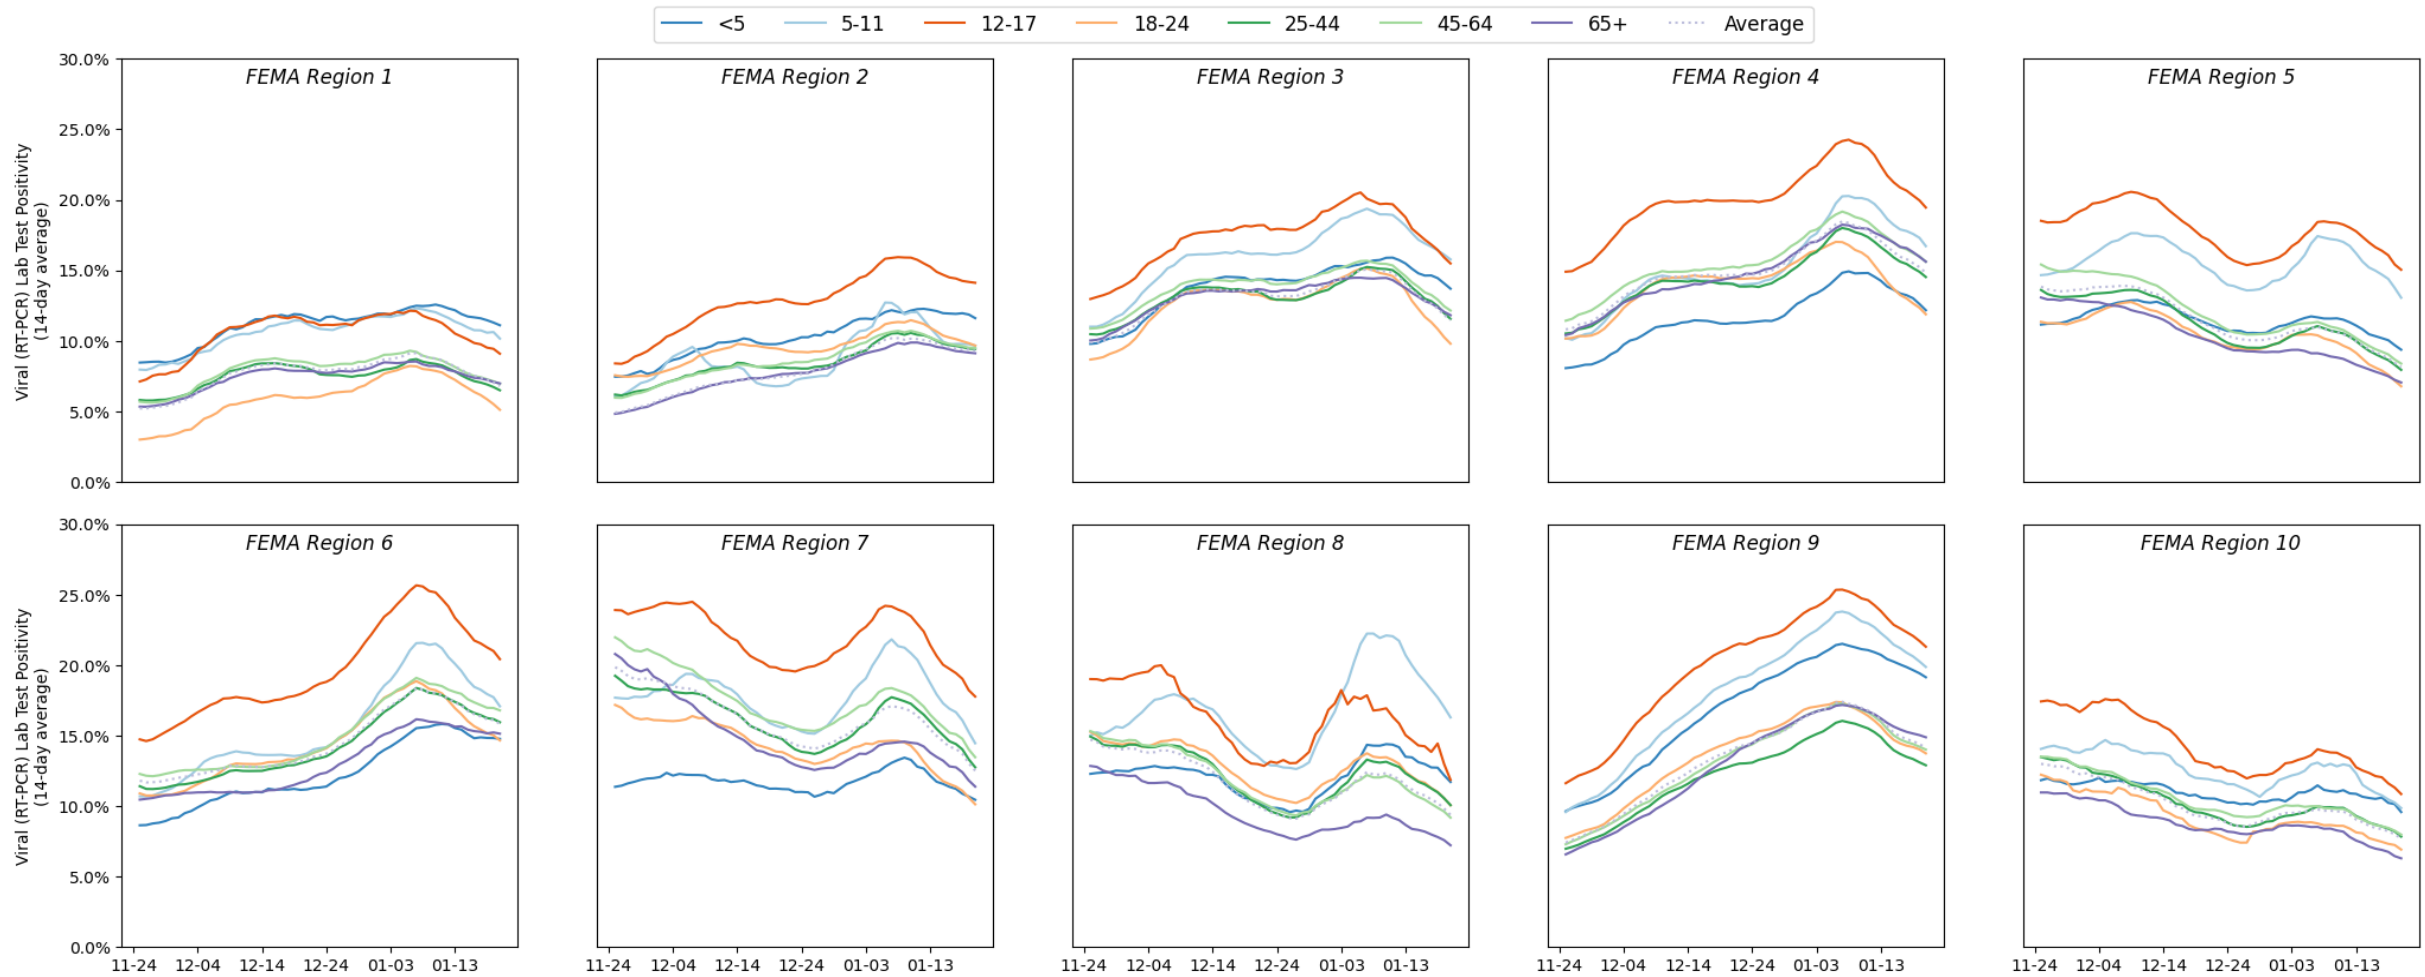 <5 5-11 12-17 18-24 25-44 45-64 65+ Average
FEMA Region 1
FEMA Region 2
FEMA Region 3
FEMA Region 4
FEMA Region 5
Viral (RT-PCR) Lab Test Positivity
(14-day average)
30.0%
25.0%
20.0%
15.0%
10.0%
5.0%
0.0%
FEMA Region 6
FEMA Region 7
FEMA Region 8
FEMA Region 9
FEMA Region 10
Viral (RT-PCR) Lab Test Positivity
(14-day average)
30.0%
25.0%
20.0%
15.0%
10.0%
5.0%
0.0%
11-24 12-04 12-14 12-24 01-03 01-13
11-24 12-04 12-14 12-24 01-03 01-13
11-24 12-04 12-14 12-24 01-03 01-13
11-24 12-04 12-14 12-24 01-03 01-13
11-24 12-04 12-14 12-24 01-03 01-13